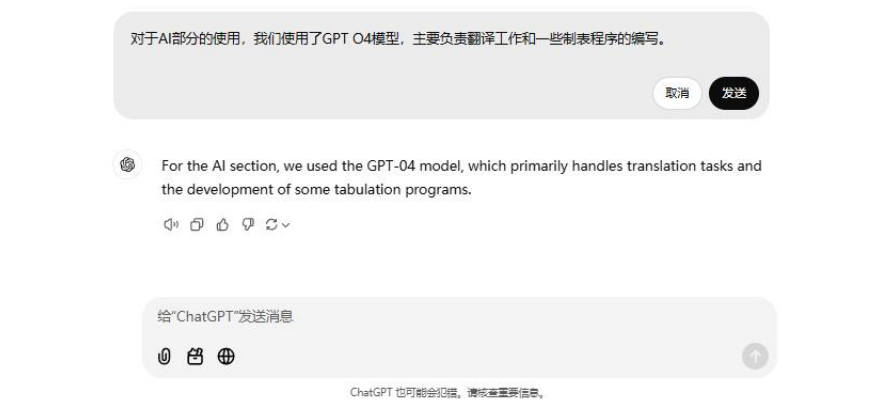 对于AI部分的使用，我们使用了GPT O4模型，主要负责翻译工作和一些制表程序的编写。
取消
发送
For the AI section, we used the GPT-04 model, which primarily handles translation tasks and
the development of some tabulation programs.
给"ChatGPT"发送消息
ChatGPT 也可能会犯错。请核查重要信息。